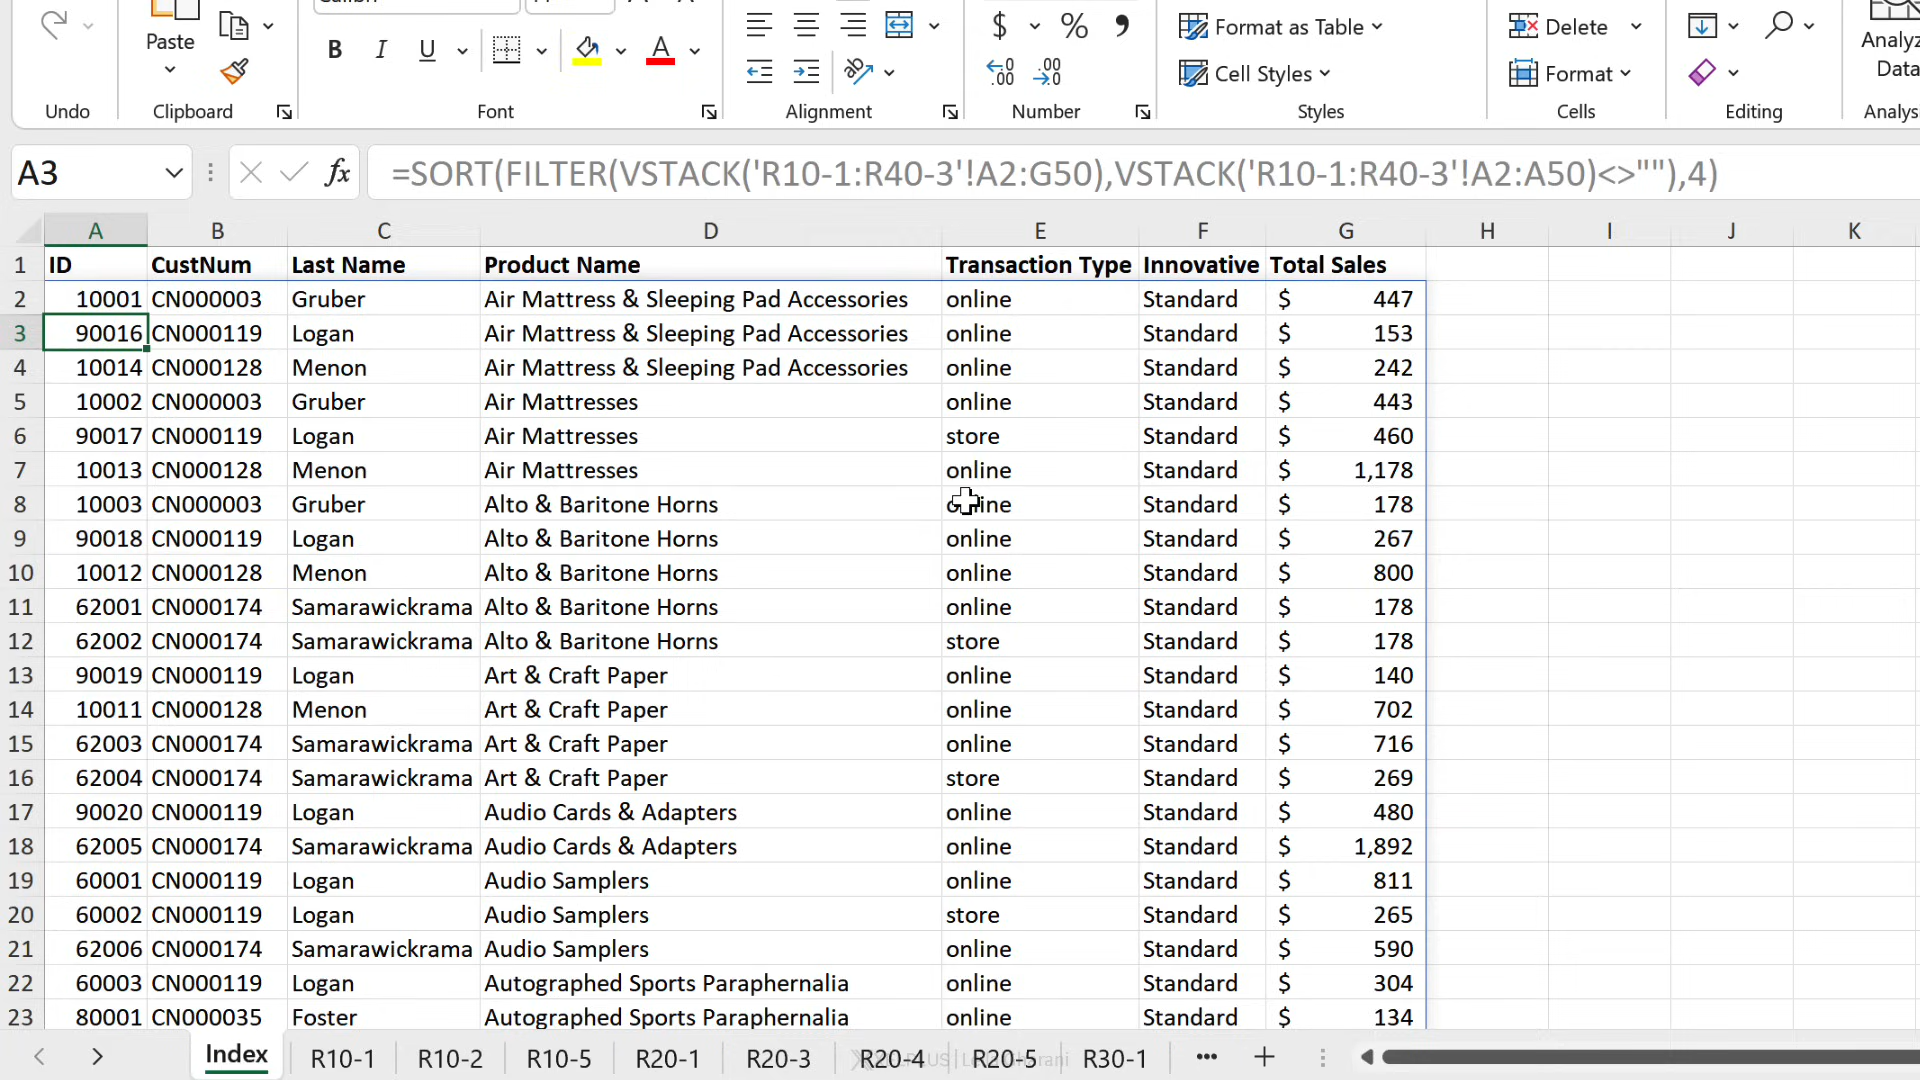 Paste
B I U
$ % 9
Format as Table
Cell Styles
Delete
Format
Data
Undo
Clipboard
Font
Alignment
Number
Styles
Cells
Editing
A3
fx
=SORT(FILTER(VSTACK('R10-1:R40-3'!A2:G50),VSTACK('R10-1:R40-3'!A2:A50)<>""),4)
A B C D E F G H I J K
1 ID CustNum Last Name Product Name Transaction Type Innovative Total Sales
2 10001 CN000003 Gruber Air Mattress & Sleeping Pad Accessories online Standard $ 447
3 90016 CN000119 Logan Air Mattress & Sleeping Pad Accessories online Standard $ 153
4 10014 CN000128 Menon Air Mattress & Sleeping Pad Accessories online Standard $ 242
5 10002 CN000003 Gruber Air Mattresses online Standard $ 443
6 90017 CN000119 Logan Air Mattresses store Standard $ 460
7 10013 CN000128 Menon Air Mattresses online Standard $ 1,178
8 10003 CN000003 Gruber Alto & Baritone Horns online Standard $ 178
9 90018 CN000119 Logan Alto & Baritone Horns online Standard $ 267
10 10012 CN000128 Menon Alto & Baritone Horns online Standard $ 800
11 62001 CN000174 Samarawickrama Alto & Baritone Horns online Standard $ 178
12 62002 CN000174 Samarawickrama Alto & Baritone Horns store Standard $ 178
13 90019 CN000119 Logan Art & Craft Paper online Standard $ 140
14 10011 CN000128 Menon Art & Craft Paper online Standard $ 702
15 62003 CN000174 Samarawickrama Art & Craft Paper online Standard $ 716
16 62004 CN000174 Samarawickrama Art & Craft Paper store Standard $ 269
17 90020 CN000119 Logan Audio Cards & Adapters online Standard $ 480
18 62005 CN000174 Samarawickrama Audio Cards & Adapters online Standard $ 1,892
19 60001 CN000119 Logan Audio Samplers online Standard $ 811
20 60002 CN000119 Logan Audio Samplers store Standard $ 265
21 62006 CN000174 Samarawickrama Audio Samplers online Standard $ 590
22 60003 CN000119 Logan Autographed Sports Paraphernalia online Standard $ 304
23 80001 CN000035 Foster Autographed Sports Paraphernalia online Standard $ 134
Index R10-1 R10-2 R10-5 R20-1 R20-3 R20-4 R20-5 R30-1